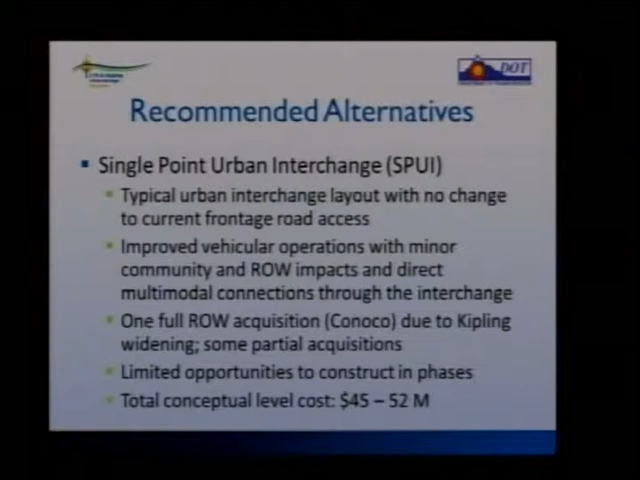 DOT
Recommended Alternatives
Single Point Urban Interchange (SPUI)
Typical urban interchange layout with no change
to current frontage road access
Improved vehicular operations with minor
community and ROW impacts and direct
multimodal connections through the interchange
One full ROW acquisition (Conoco) due to Kipling
widening; some partial acquisitions
Limited opportunities to construct in phases
Total conceptual level cost: $45 – 52 M